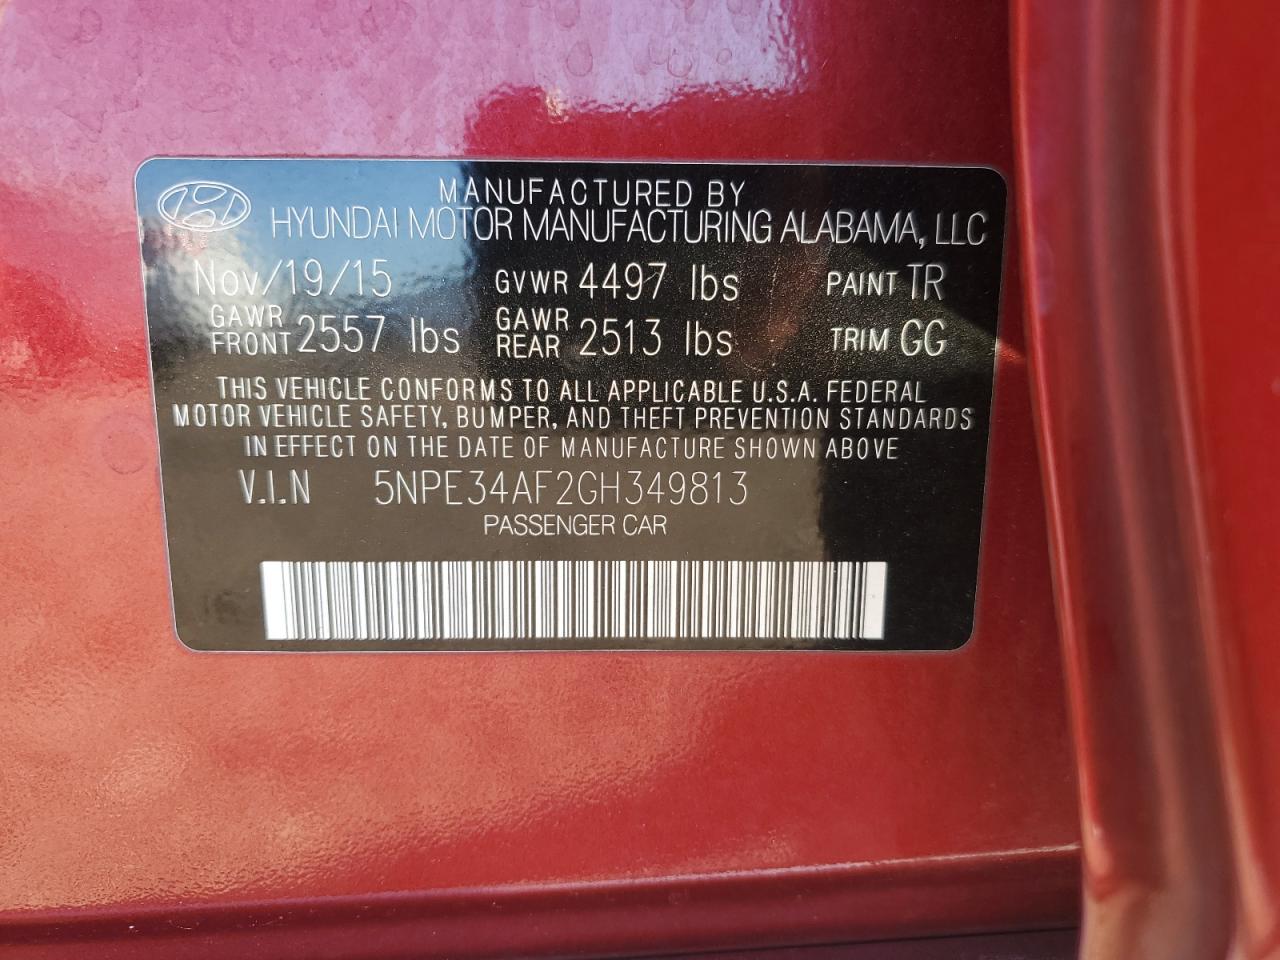 MANUFACTURED BY
HYUNDAI MOTOR MANUFACTURING ALABAMA, LLC
Nov/19/15 GVWR 4497 lbs PAINT TR
GAWR FRONT 2557 lbs GAWR REAR 2513 lbs TRIM GG
THIS VEHICLE CONFORMS TO ALL APPLICABLE U.S.A. FEDERAL
MOTOR VEHICLE SAFETY, BUMPER, AND THEFT PREVENTION STANDARDS
IN EFFECT ON THE DATE OF MANUFACTURE SHOWN ABOVE
V.I.N 5NPE34AF2GH349813
PASSENGER CAR